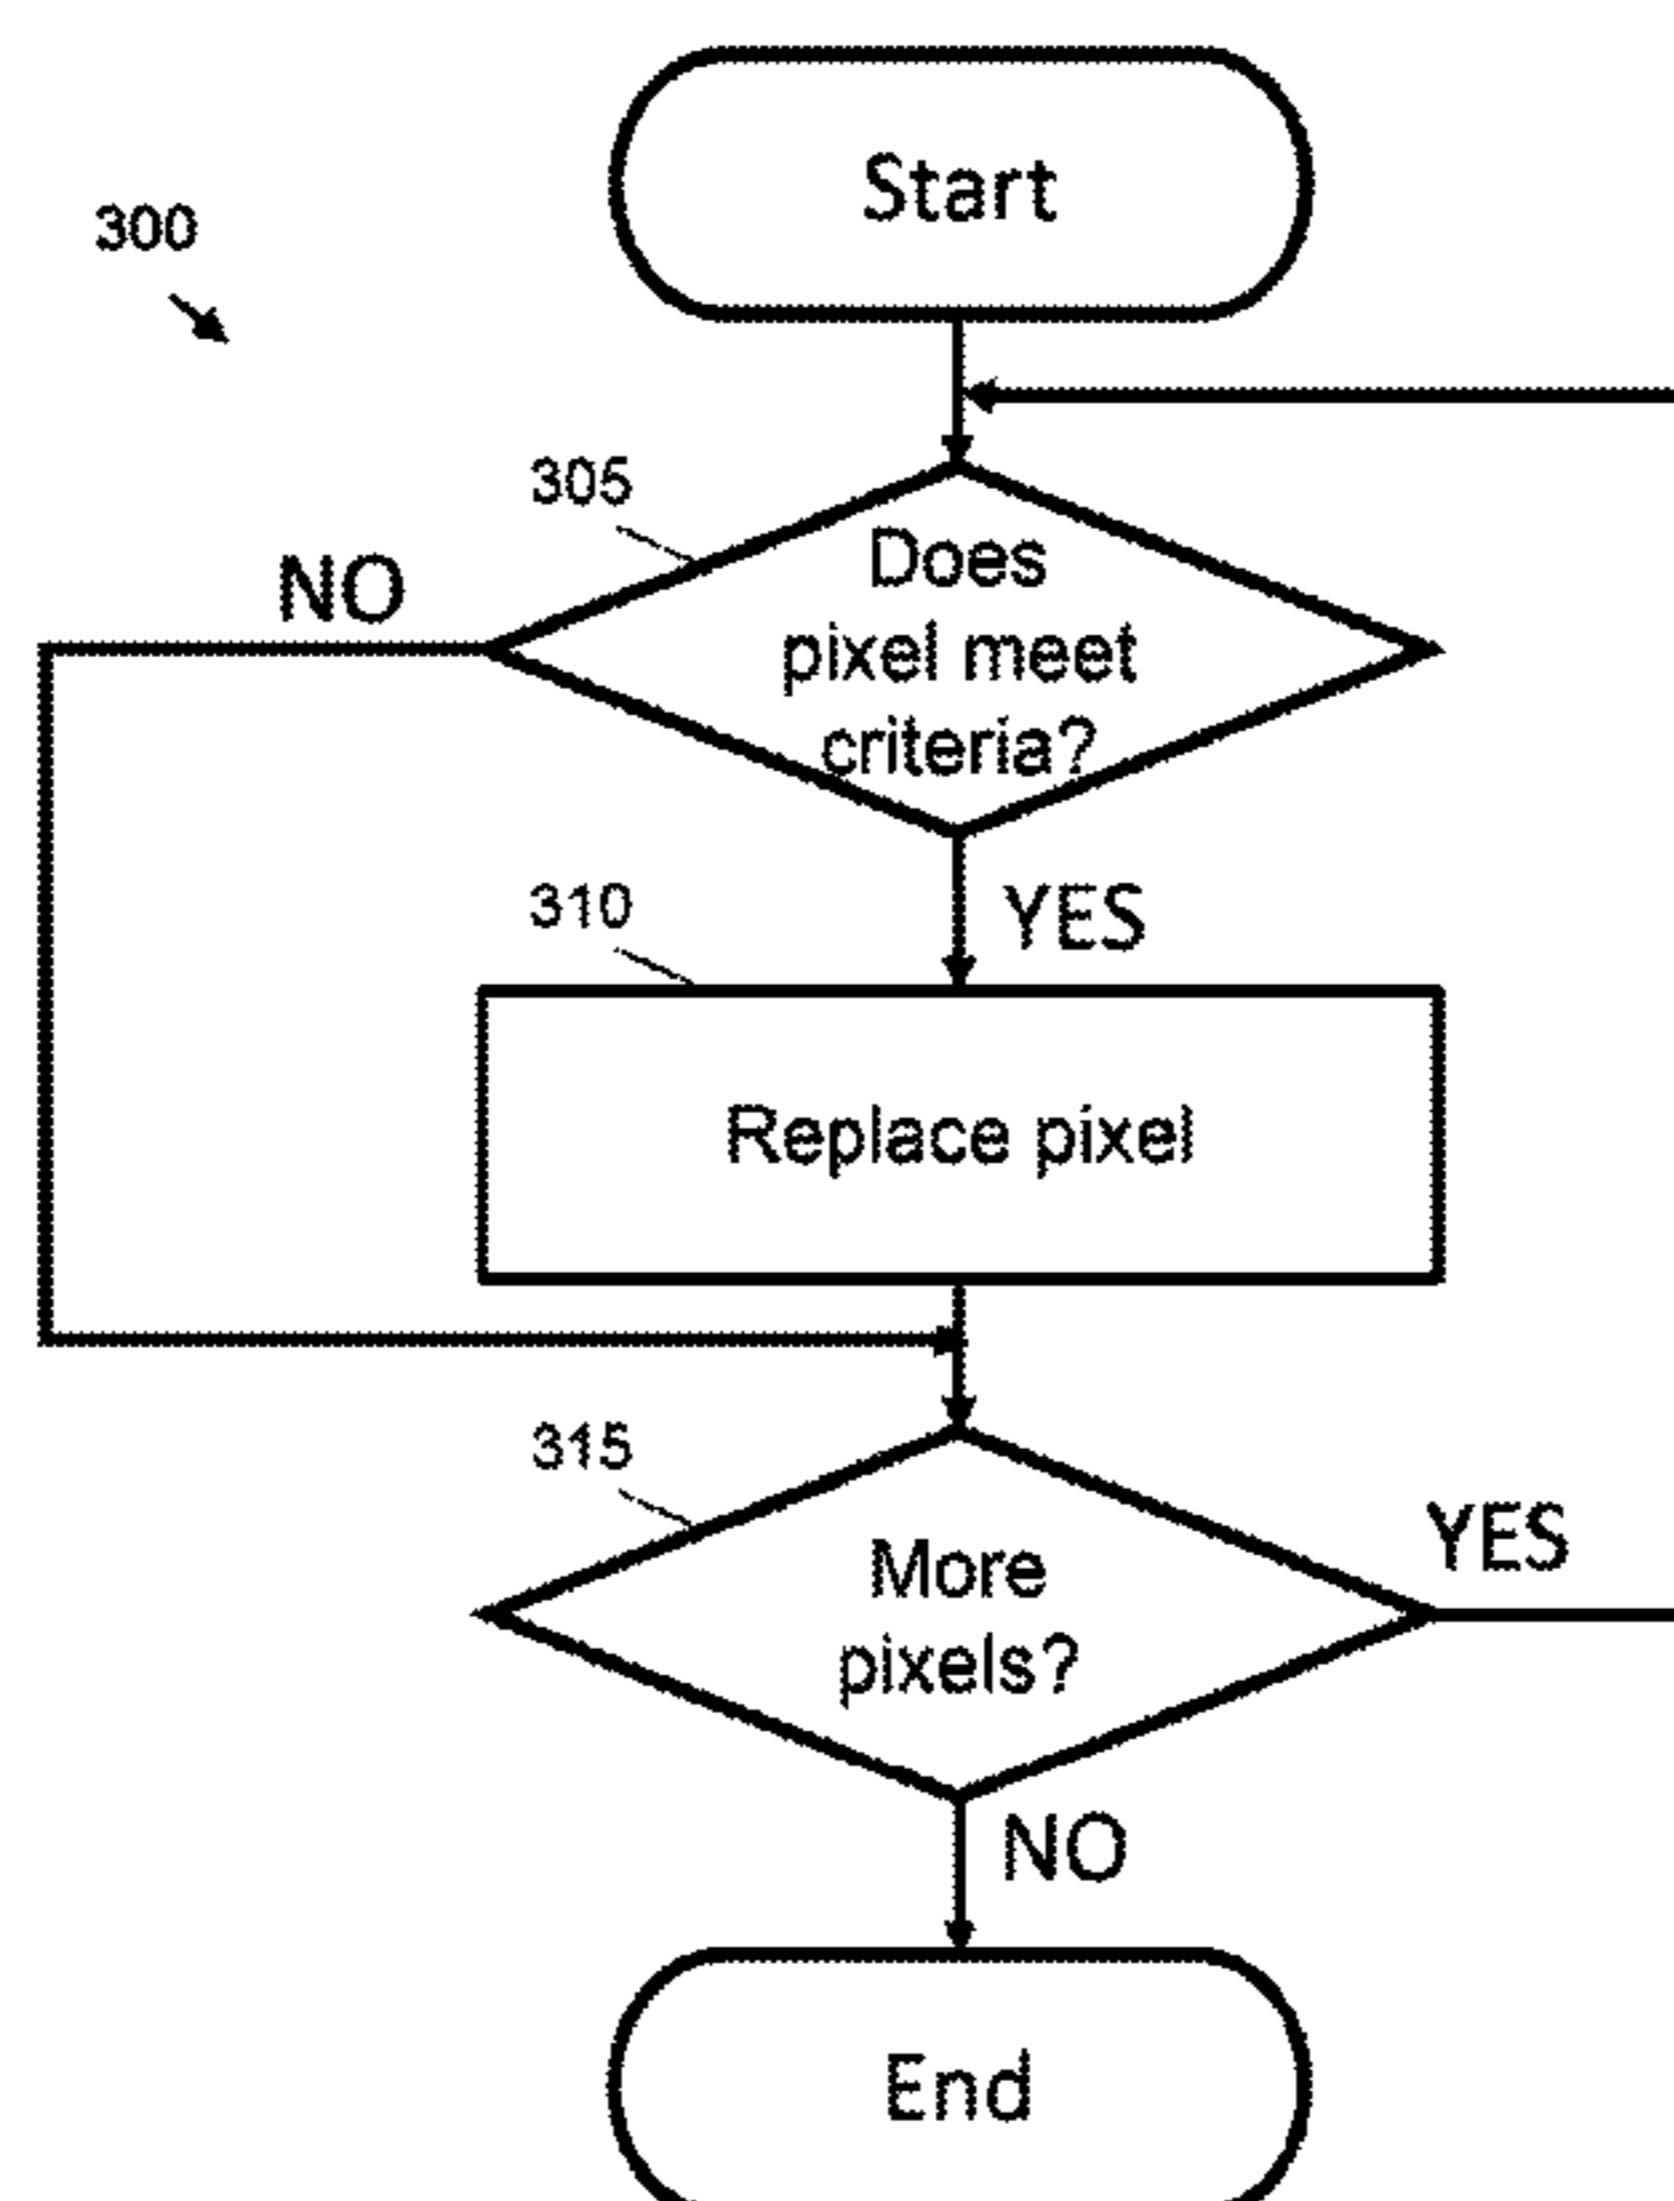 Start
300
305
NO
Does
pixel meet
criteria?
310
YES
Replace pixel
315
YES
More
pixels?
NO
End